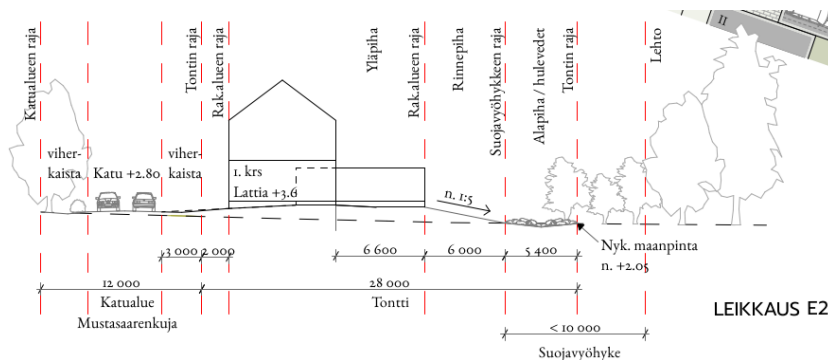 II
Katualueen raja
Tontin raja
Rak.alueen raja
Yläpiha
Rak.alueen raja
Rinnepiha
Suojavyöhykkeen raja
Alapiha / hulevedet
Tontin raja
Lehto
viher-
kaista
Katu +2.80
viher-
kaista
1. krs
Lattia +3.6
n. 1:5
Nyk. maanpinta
n. +2.05
3 000
2 000
6 600
6 000
5 400
12 000
28 000
Katualue
Mustasaarenkuja
Tontti
LEIKKAUS E2
< 10 000
Suojavyöhyke